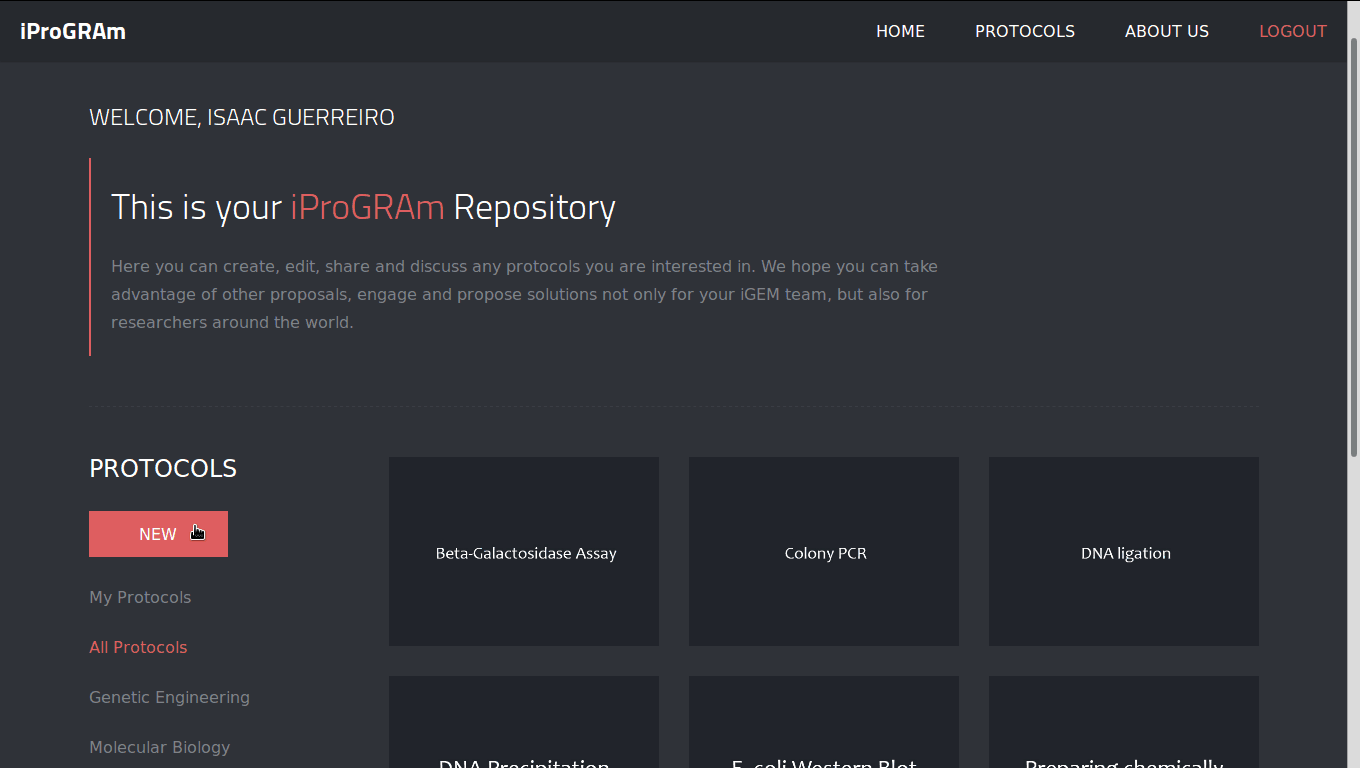 iProGRAm
HOME PROTOCOLS ABOUT US LOGOUT
WELCOME, ISAAC GUERREIRO
This is your iProGRAm Repository
Here you can create, edit, share and discuss any protocols you are interested in. We hope you can take
advantage of other proposals, engage and propose solutions not only for your iGEM team, but also for
researchers around the world.
PROTOCOLS
NEW
My Protocols
All Protocols
Genetic Engineering
Molecular Biology
Beta-Galactosidase Assay
Colony PCR
DNA ligation
DNA Precipitation
E. coli Western Blot
Preparing chemically